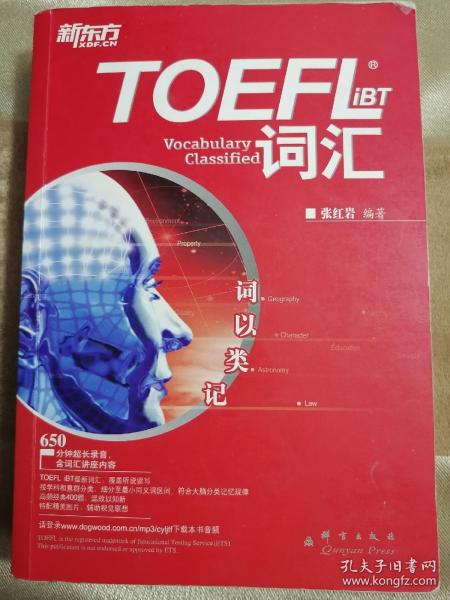 新东方
XDF.CN
TOEFL®
iBT
Vocabulary
Classified
词汇
■ 张红岩 编著
Environment
Property
Geography
Character
Education
Astronomy
Law
词以类记
650
分钟超长录音，
含词汇讲座内容
TOEFL iBT最新词汇，覆盖听说读写
按学科和意群分类，细分至最小同义词区间，符合大脑分类记忆规律
高频经典400题，温故以知新
特配精美图片，辅助视觉联想
请登录www.dogwood.com.cn/mp3/cyljtf下载本书音频
TOEFL is the registered trademark of Educational Testing Service (ETS).
This publication is not endorsed or approved by ETS.
群言出版社
Qunyan Press
孔夫子旧书网
www.kongfz.com